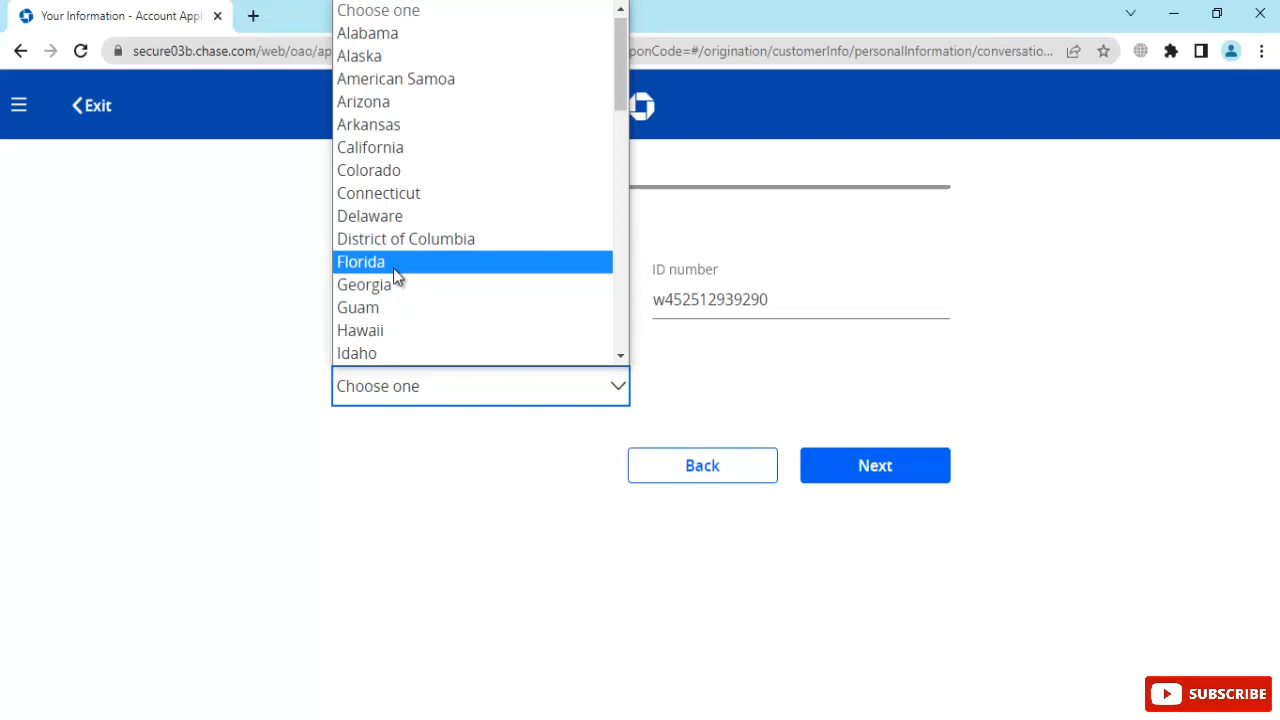 Your Information - Account Appl
secure03b.chase.com/web/oao/ap
ponCode=#/origination/customerInfo/personalInformation/conversatio...
Exit
Choose one
Alabama
Alaska
American Samoa
Arizona
Arkansas
California
Colorado
Connecticut
Delaware
District of Columbia
Florida
Georgia
Guam
Hawaii
Idaho
Choose one
ID number
w452512939290
Back
Next
SUBSCRIBE